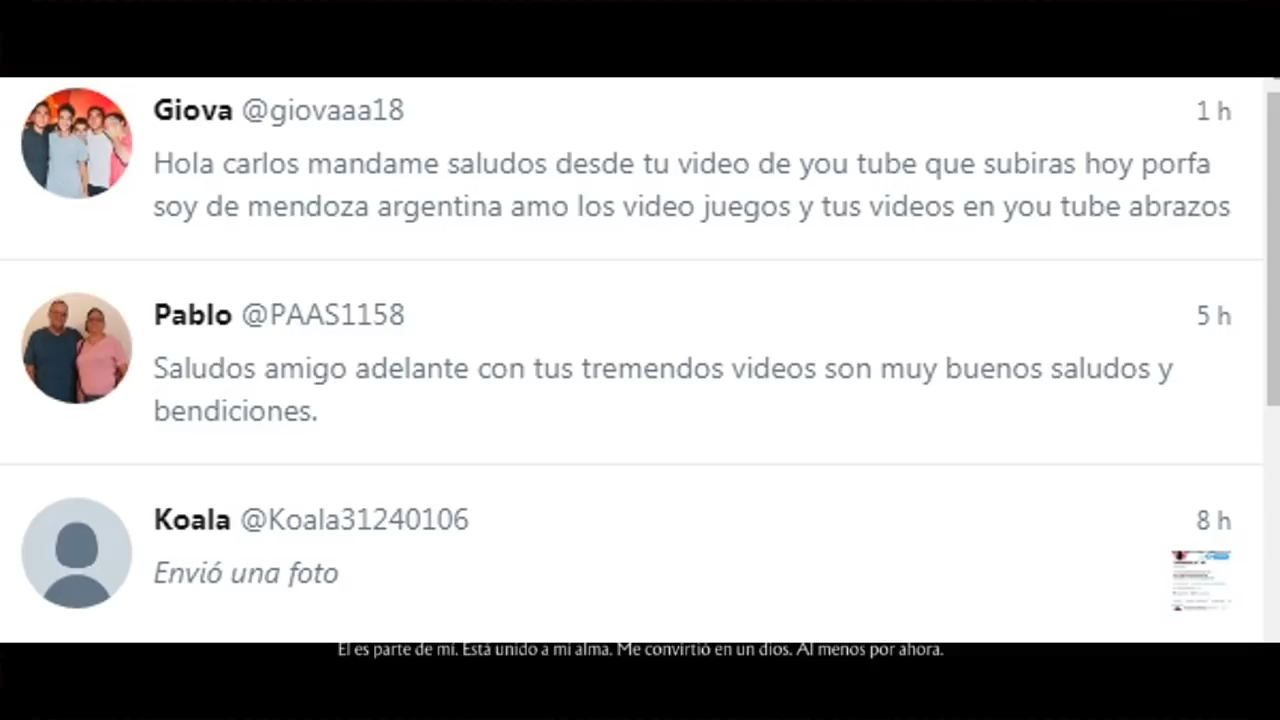 Giova @giovaaa18 1 h
Hola carlos mandame saludos desde tu video de you tube que subiras hoy porfa
soy de mendoza argentina amo los video juegos y tus videos en you tube abrazos
Pablo @PAAS1158 5 h
Saludos amigo adelante con tus tremendos videos son muy buenos saludos y
bendiciones.
Koala @Koala31240106 8 h
Envió una foto
El es parte de mí. Está unido a mi alma. Me convirtió en un dios. Al menos por ahora.